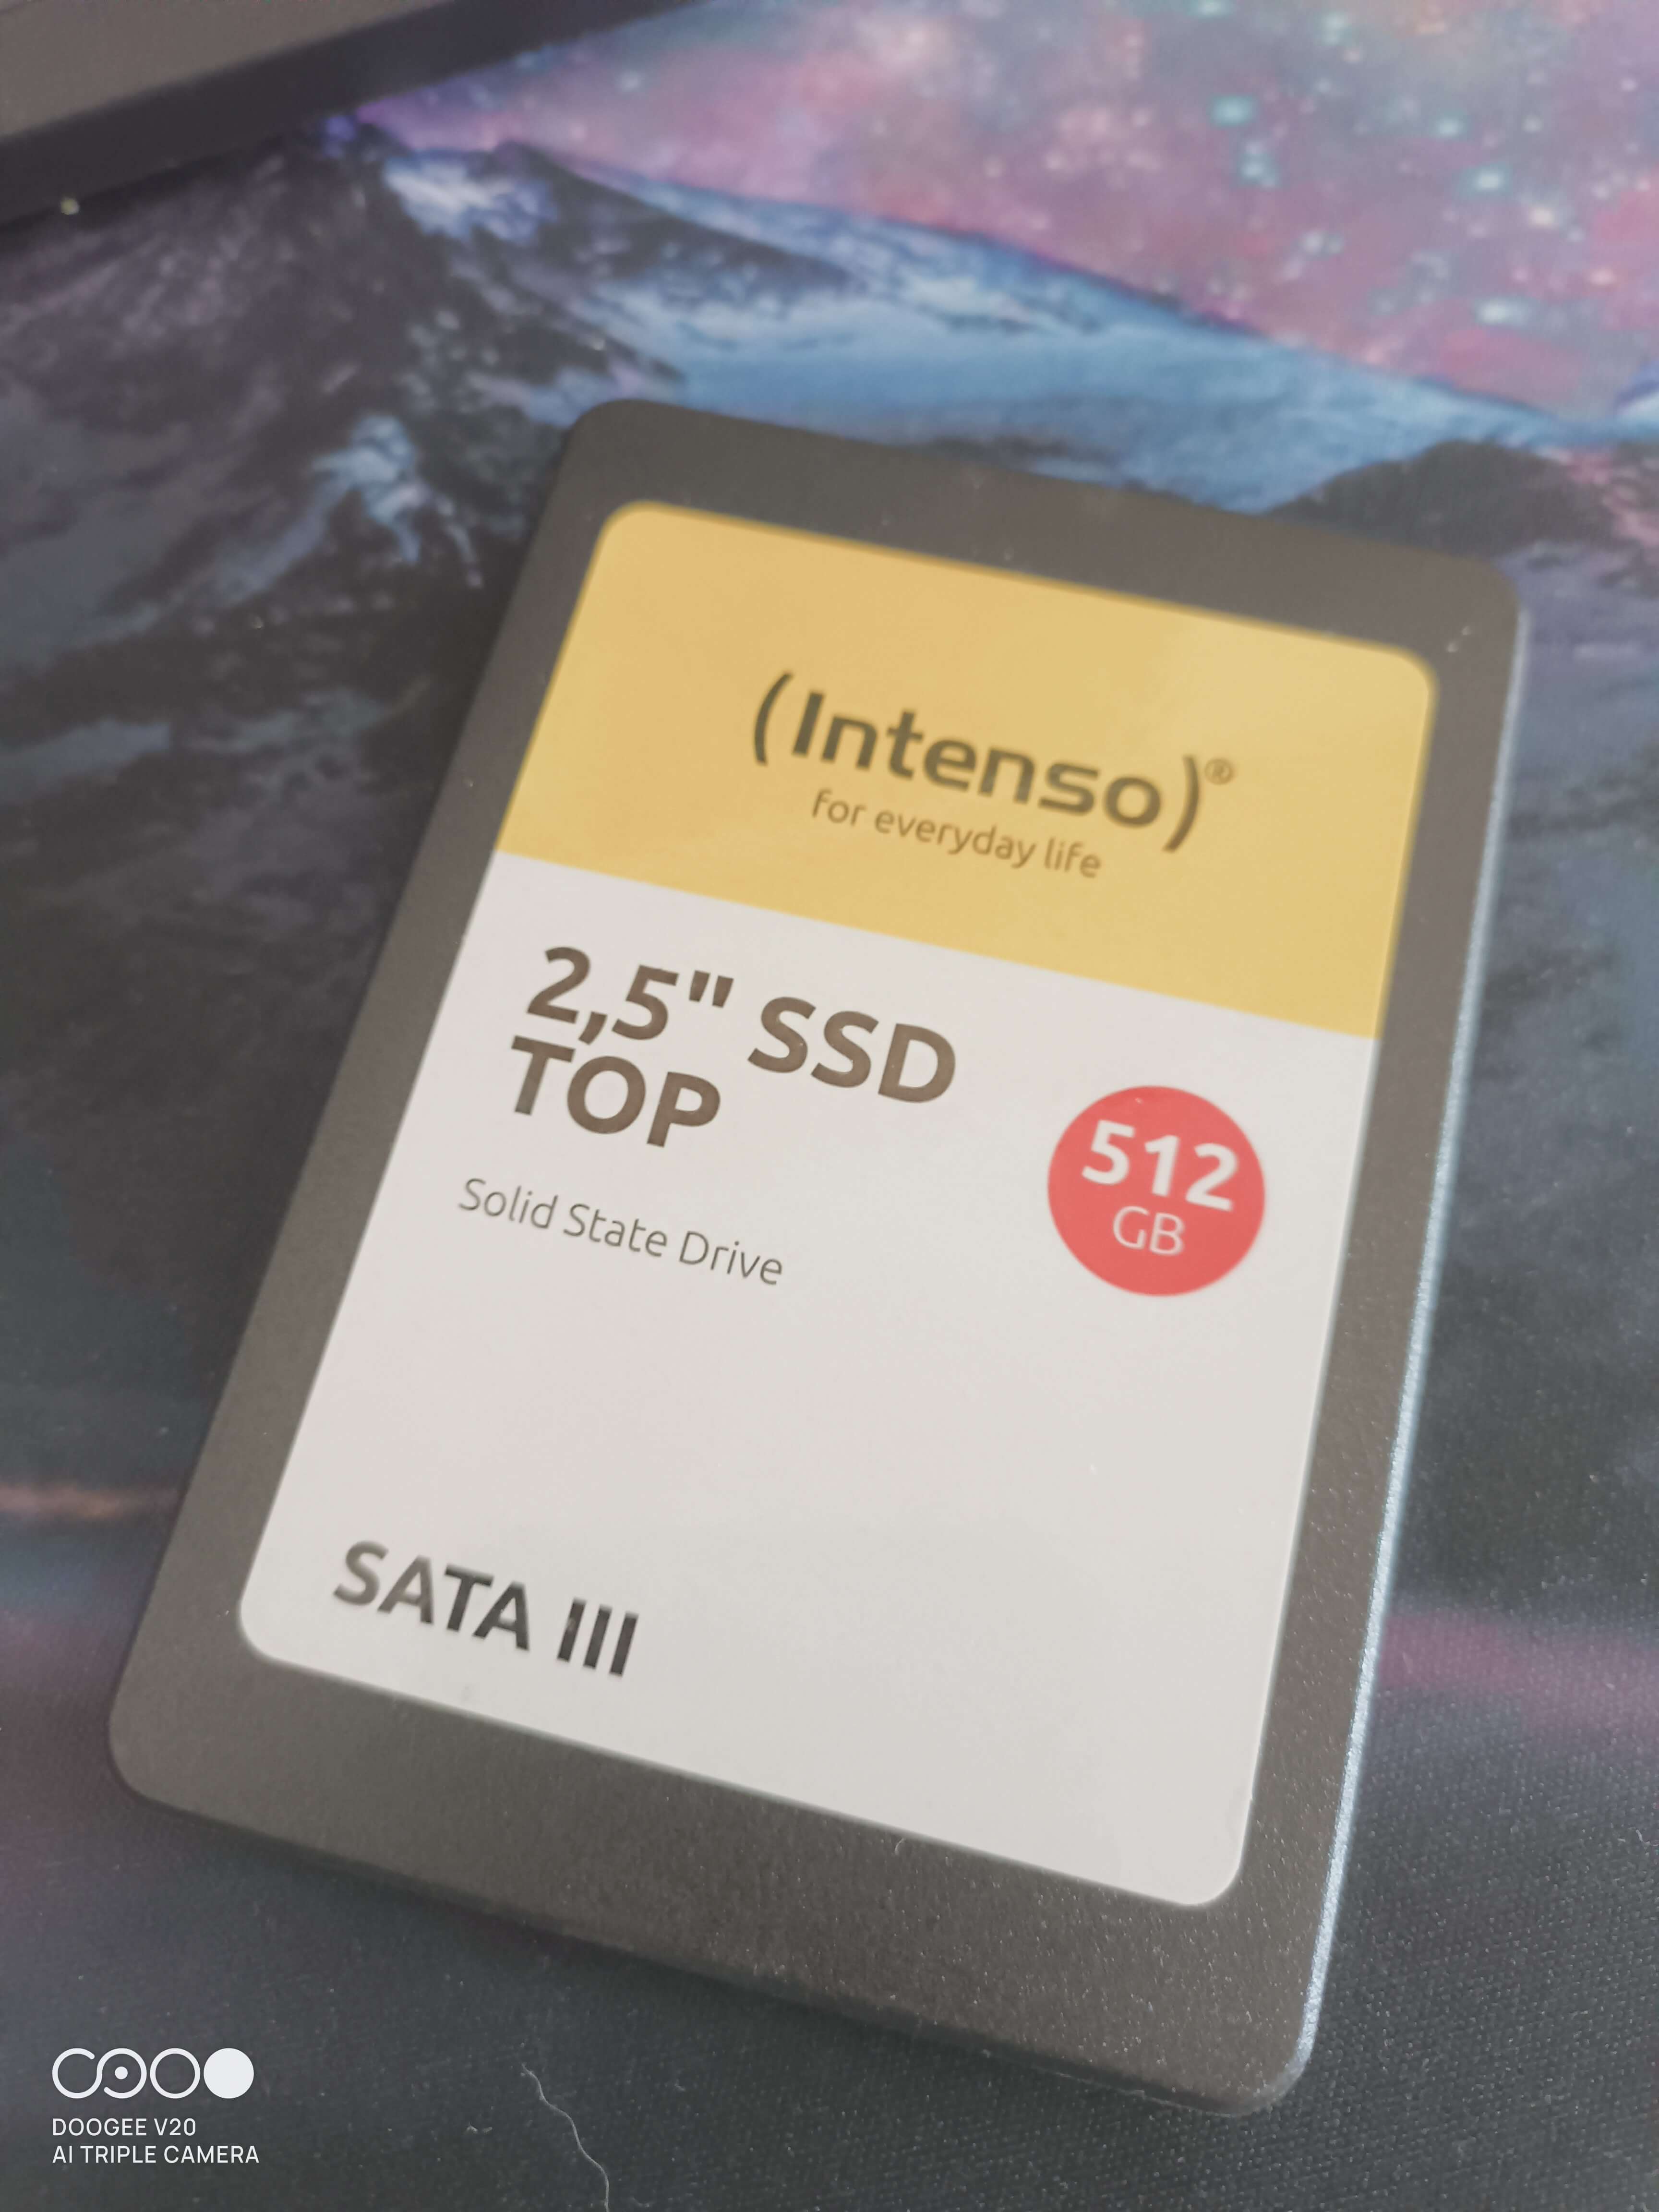 (Intenso)®
for everyday life
2,5" SSD
TOP
512
GB
Solid State Drive
SATA III
DOOGEE V20
AI TRIPLE CAMERA